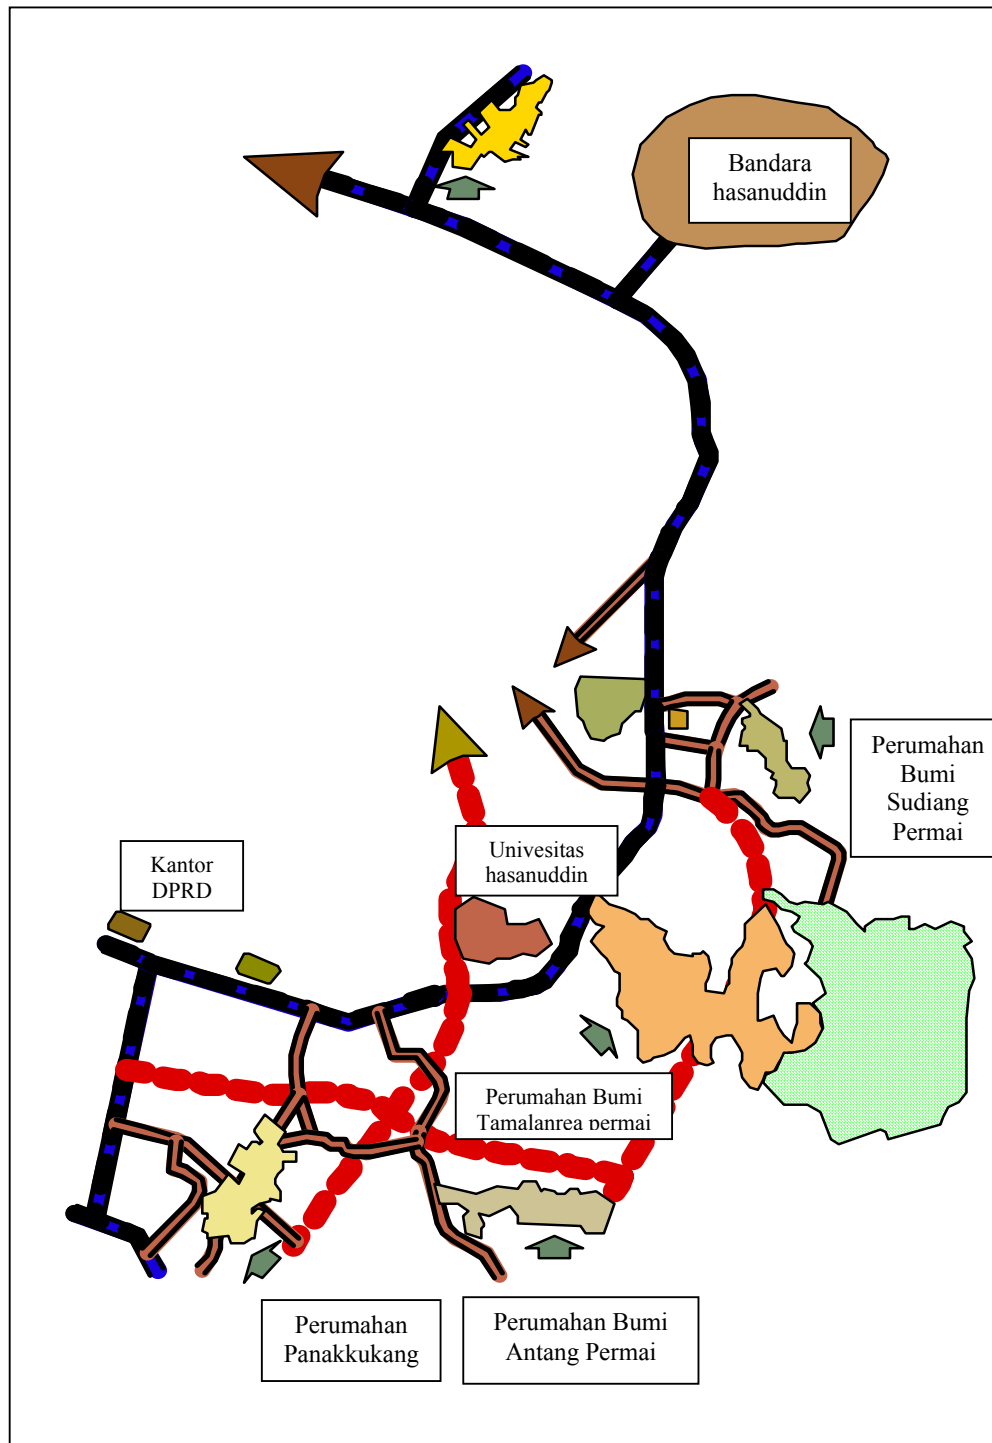 Bandara
hasanuddin
Perumahan
Bumi
Sudiang
Permai
Univesitas
hasanuddin
Kantor
DPRD
Perumahan Bumi
Tamalanrea permai
Perumahan
Panakkukang
Perumahan Bumi
Antang Permai